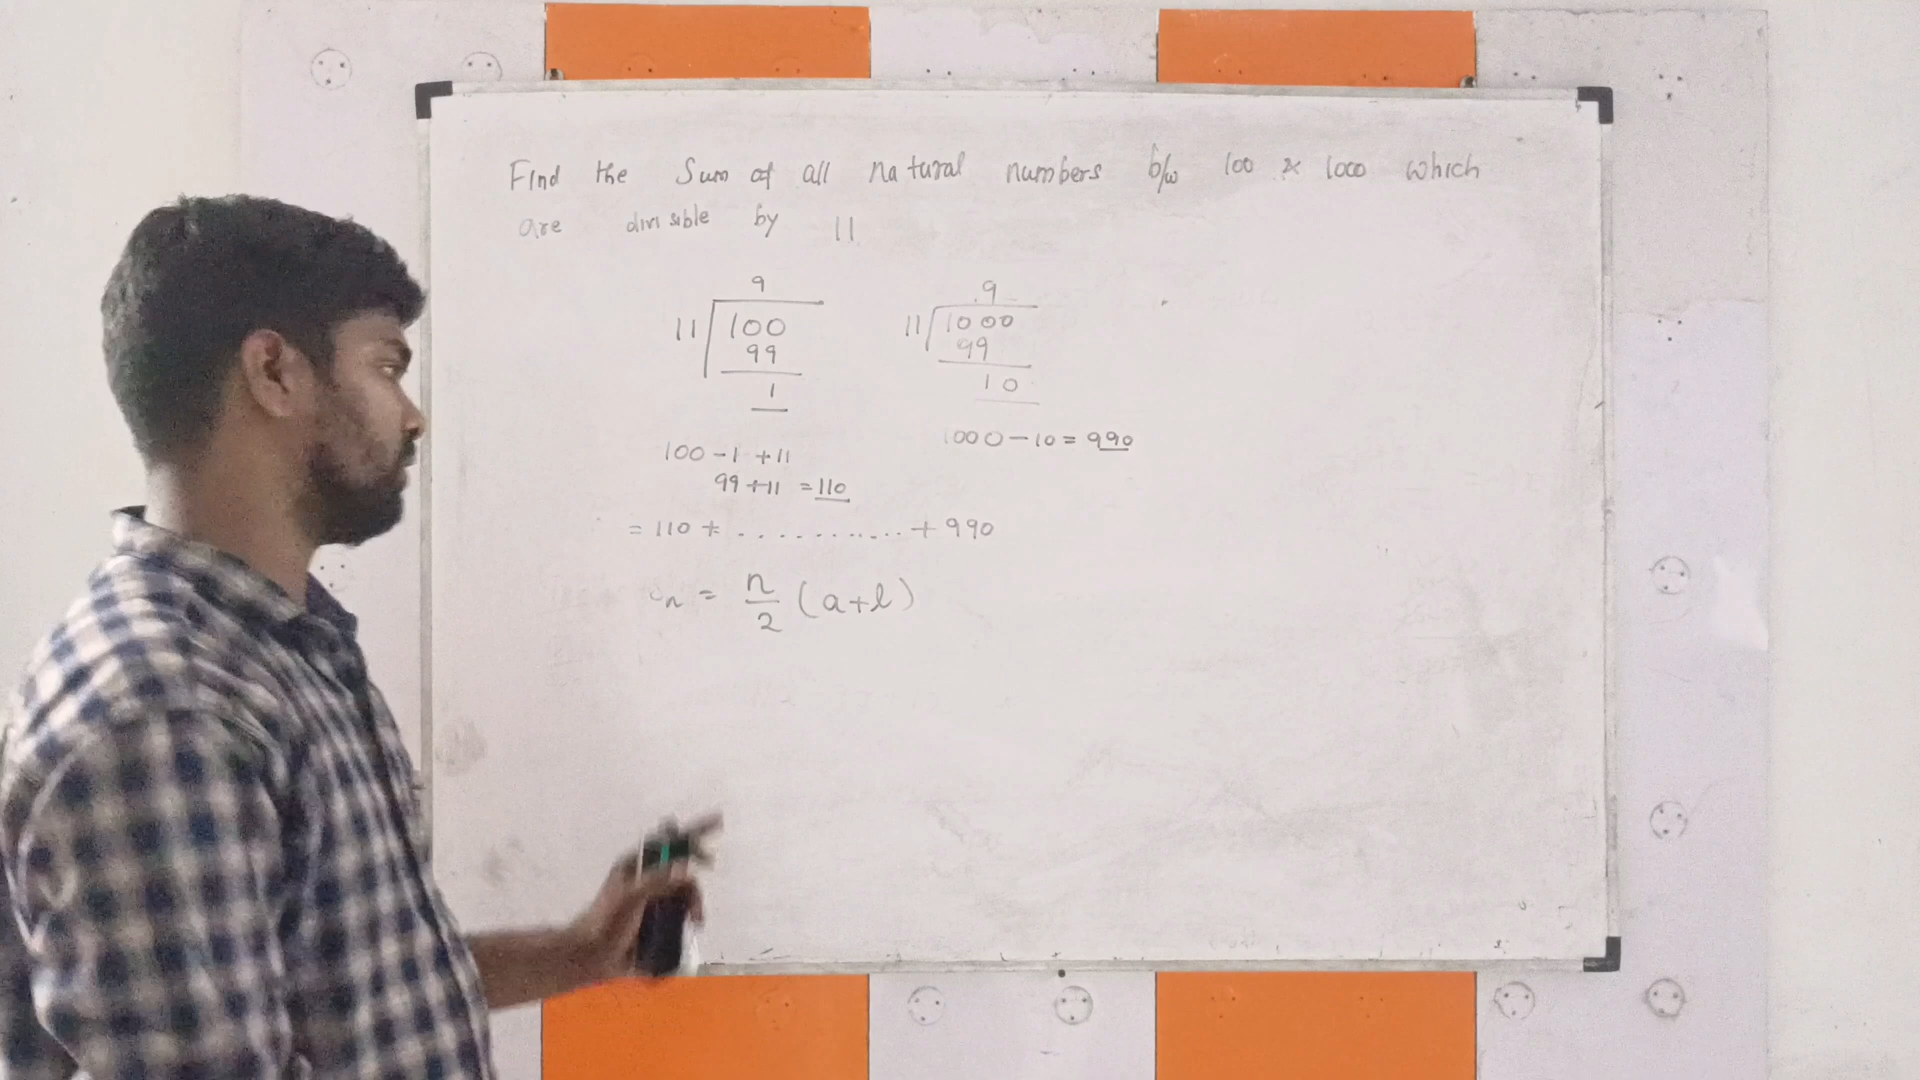 Find the Sum of all natural numbers b/w 100 & 1000 which
are divisible by 11
9
11 100
99
1
100 - 1 + 11
99 + 11 = 110
9
11 1000
99
10
1000 - 10 = 990
= 110 + ............ + 990
Sn = n/2 (a+l)